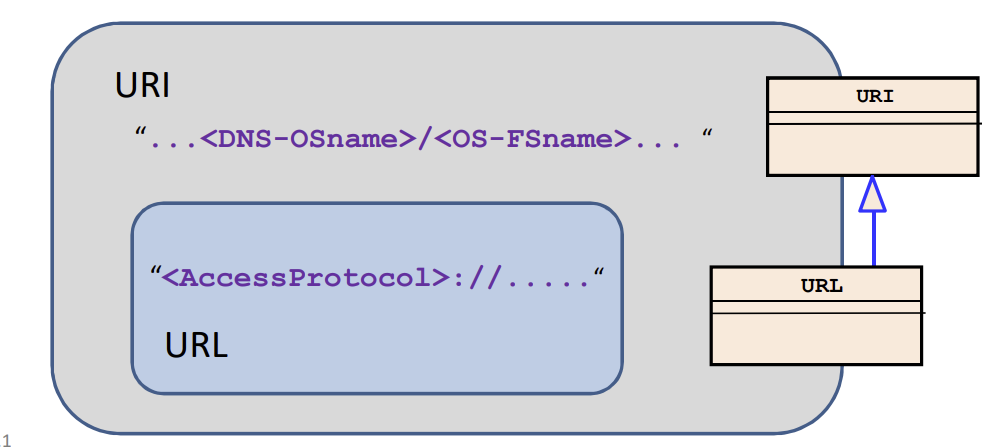 URI
“...<DNS-OSname>/<OS-FSname>... “
URI
“<AccessProtocol>://.....“
URL
URL
1